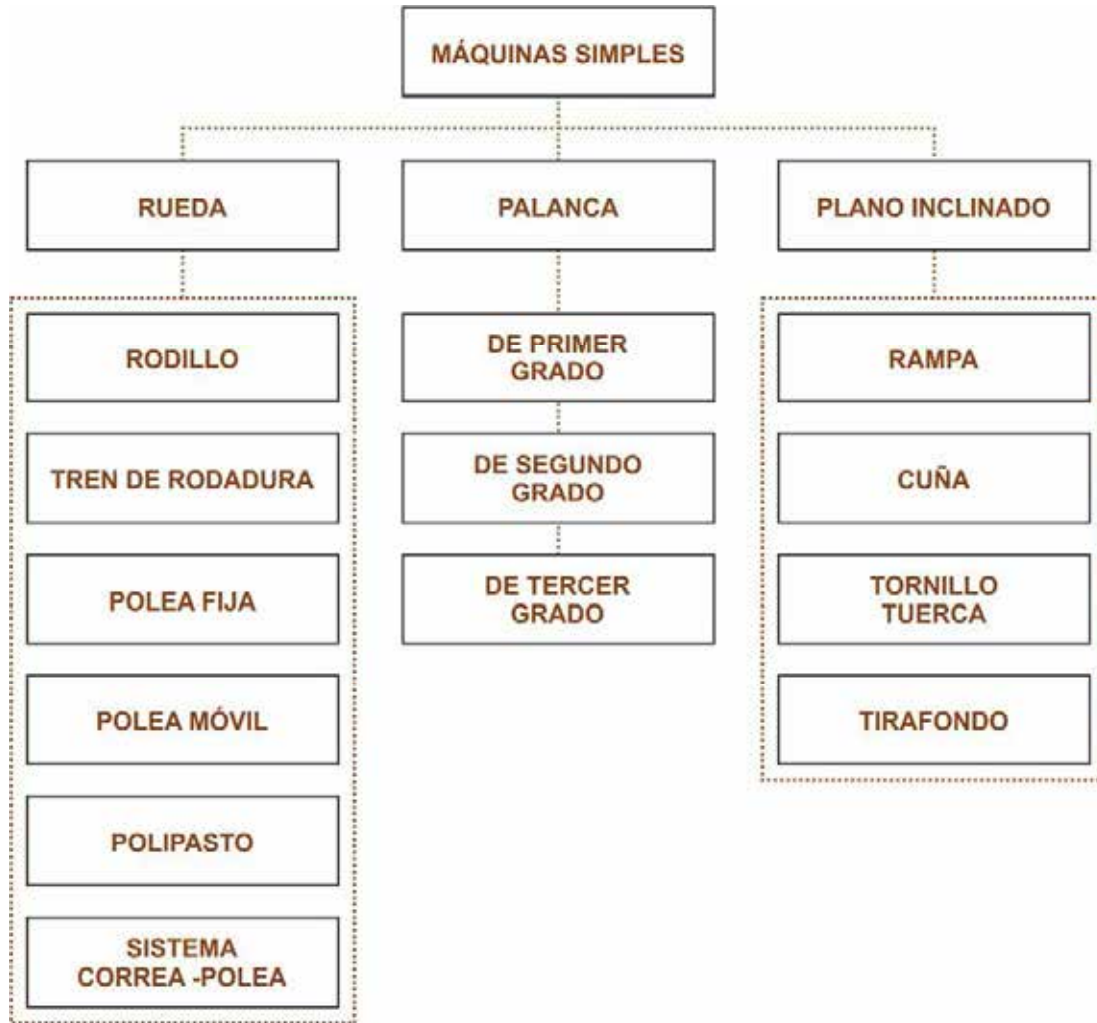 MÁQUINAS SIMPLES
RUEDA
PALANCA
PLANO INCLINADO
RODILLO
TREN DE RODADURA
POLEA FIJA
POLEA MÓVIL
POLIPASTO
SISTEMA
CORREA -POLEA
DE PRIMER
GRADO
DE SEGUNDO
GRADO
DE TERCER
GRADO
RAMPA
CUÑA
TORNILLO
TUERCA
TIRAFONDO